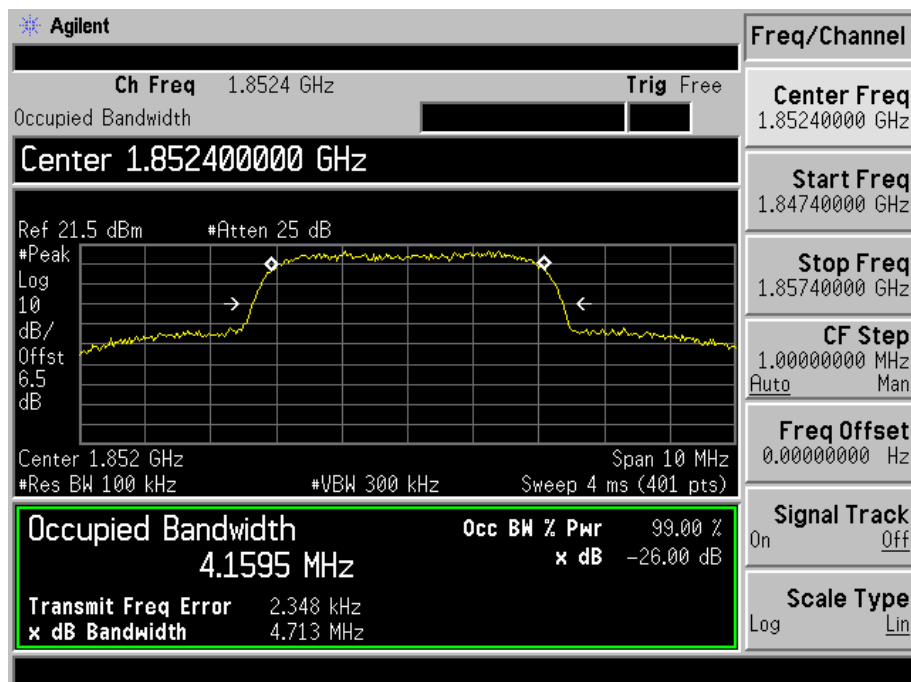 Agilent
Freq/Channel
Ch Freq 1.8524 GHz Trig Free
Occupied Bandwidth
Center 1.852400000 GHz
Ref 21.5 dBm #Atten 25 dB
#Peak
Log
10
dB/
Offst
6.5
dB
Center 1.852 GHz Span 10 MHz
#Res BW 100 kHz #VBW 300 kHz Sweep 4 ms (401 pts)
Occupied Bandwidth Occ BW % Pwr 99.00 %
4.1595 MHz x dB -26.00 dB
Transmit Freq Error 2.348 kHz
x dB Bandwidth 4.713 MHz
Center Freq
1.85240000 GHz
Start Freq
1.84740000 GHz
Stop Freq
1.85740000 GHz
CF Step
1.00000000 MHz
Auto Man
Freq Offset
0.00000000 Hz
Signal Track
On Off
Scale Type
Log Lin